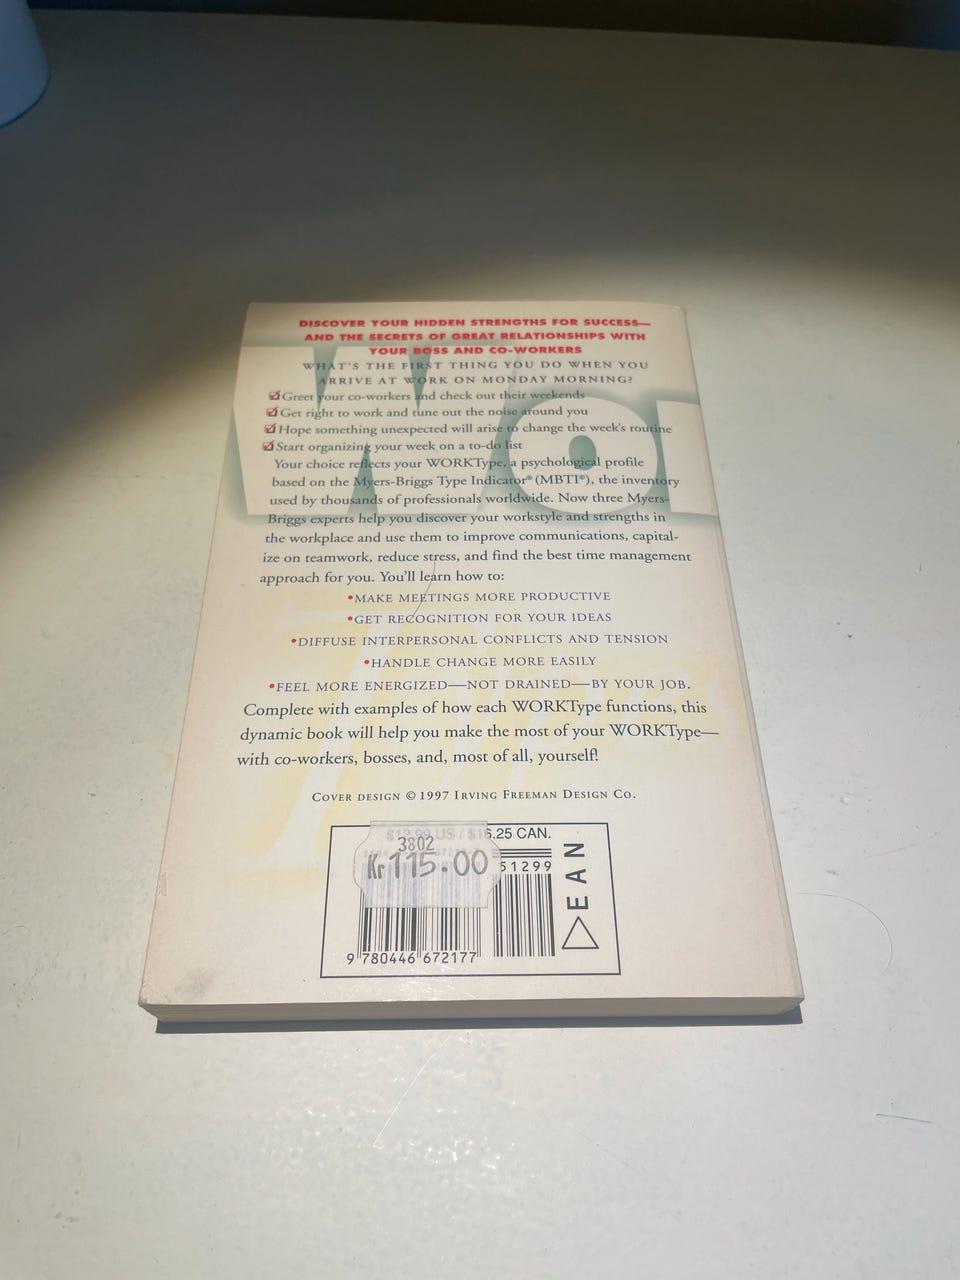 DISCOVER YOUR HIDDEN STRENGTHS FOR SUCCESS—
AND THE SECRETS OF GREAT RELATIONSHIPS WITH
YOUR BOSS AND CO-WORKERS
WHAT'S THE FIRST THING YOU DO WHEN YOU
ARRIVE AT WORK ON MONDAY MORNING?
Greet your co-workers and check out their weekends
Get right to work and tune out the noise around you
Hope something unexpected will arise to change the week's routine
Start organizing your week on a to-do list
Your choice reflects your WORKType, a psychological profile
based on the Myers-Briggs Type Indicator® (MBTI®), the inventory
used by thousands of professionals worldwide. Now three Myers-
Briggs experts help you discover your workstyle and strengths in
the workplace and use them to improve communications, capital-
ize on teamwork, reduce stress, and find the best time management
approach for you. You'll learn how to:
•MAKE MEETINGS MORE PRODUCTIVE
•GET RECOGNITION FOR YOUR IDEAS
•DIFFUSE INTERPERSONAL CONFLICTS AND TENSION
•HANDLE CHANGE MORE EASILY
•FEEL MORE ENERGIZED—NOT DRAINED—BY YOUR JOB.
Complete with examples of how each WORKType functions, this
dynamic book will help you make the most of your WORKType—
with co-workers, bosses, and, most of all, yourself!
COVER DESIGN © 1997 IRVING FREEMAN DESIGN CO.
$12.99 US / $16.25 CAN.
3802
Kr 115.00
51299
EAN
9 780446 672177